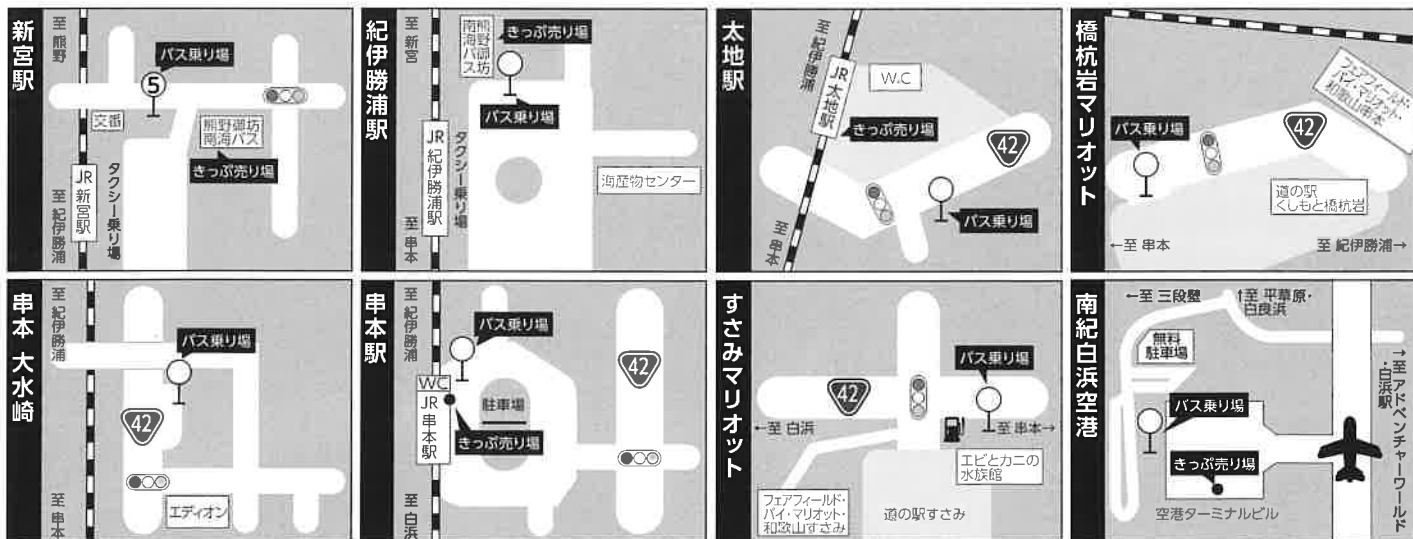 新宮駅
至 熊野
バス乗り場
5
交番
熊野御坊
南海バス
きっぷ売り場
JR 新宮駅
タクシー乗り場
至 紀伊勝浦
紀伊勝浦駅
至 新宮
熊野御坊
南海バス
きっぷ売り場
バス乗り場
JR 紀伊勝浦駅
タクシー乗り場
海産物センター
至 串本
太地駅
至 紀伊勝浦
W.C
JR 太地駅
きっぷ売り場
42
バス乗り場
至 串本
橋杭岩マリオット
フェアフィールド・
バイ・マリオット・
和歌山串本
バス乗り場
42
道の駅
くしもと橋杭岩
←至 串本
至 紀伊勝浦→
串本 大水崎
至 紀伊勝浦
バス乗り場
42
エディオン
至 串本
串本駅
至 紀伊勝浦
バス乗り場
42
WC
JR 串本駅
駐車場
きっぷ売り場
至 白浜
すさみマリオット
バス乗り場
42
←至 白浜
至 串本→
エビとカニの
水族館
フェアフィールド・
バイ・マリオット・
和歌山すさみ
道の駅すさみ
南紀白浜空港
←至 三段壁
↑至 平草原・
白良浜
無料
駐車場
バス乗り場
きっぷ売り場
空港ターミナルビル
→至 アドベンチャーワールド
・白浜駅